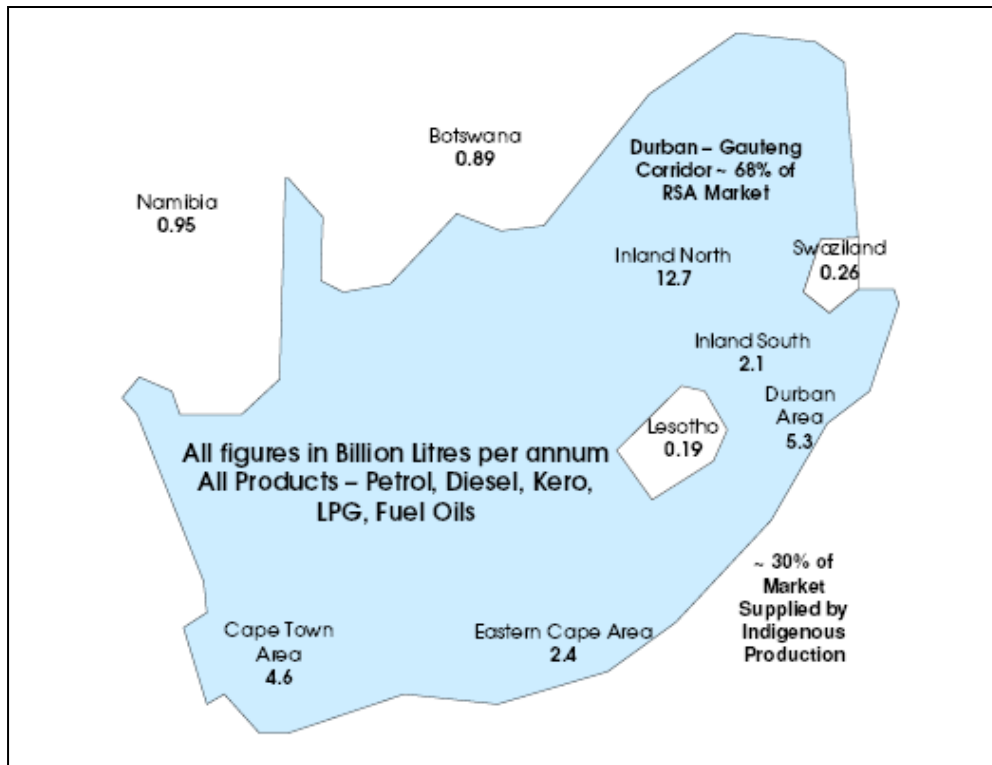 Botswana
0.89
Durban – Gauteng
Corridor ~ 68% of
RSA Market
Namibia
0.95
Inland North
12.7
Swaziland
0.26
Inland South
2.1
Durban
Area
5.3
Lesotho
0.19
All figures in Billion Litres per annum
All Products – Petrol, Diesel, Kero,
LPG, Fuel Oils
~ 30% of
Market
Supplied by
Indigenous
Production
Cape Town
Area
4.6
Eastern Cape Area
2.4